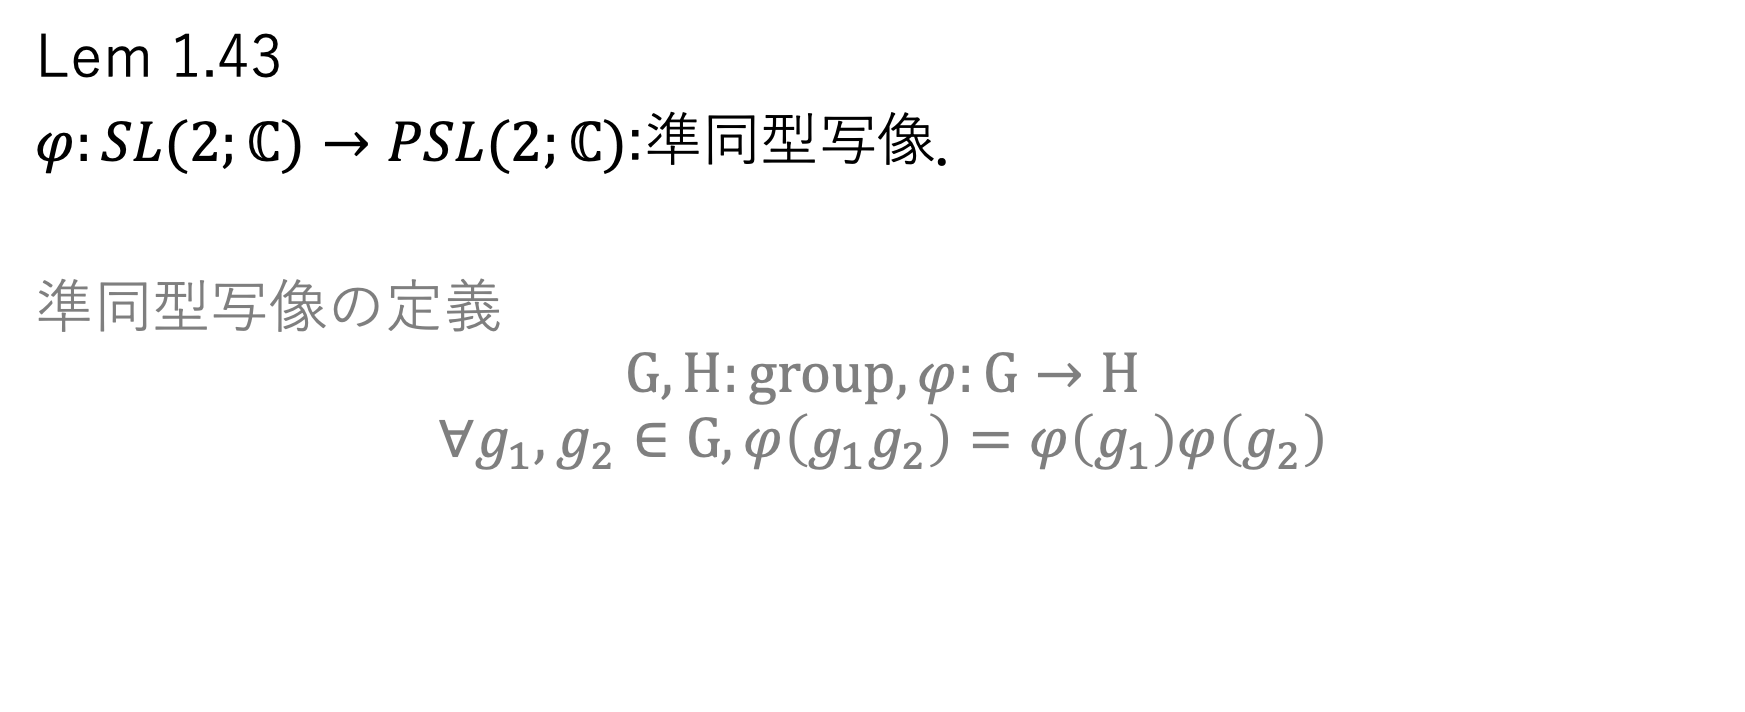 Lem 1.43
φ: SL(2; ℂ) → PSL(2; ℂ):準同型写像.
準同型写像の定義
G, H: group, φ: G → H
∀g₁, g₂ ∈ G, φ(g₁g₂) = φ(g₁)φ(g₂)